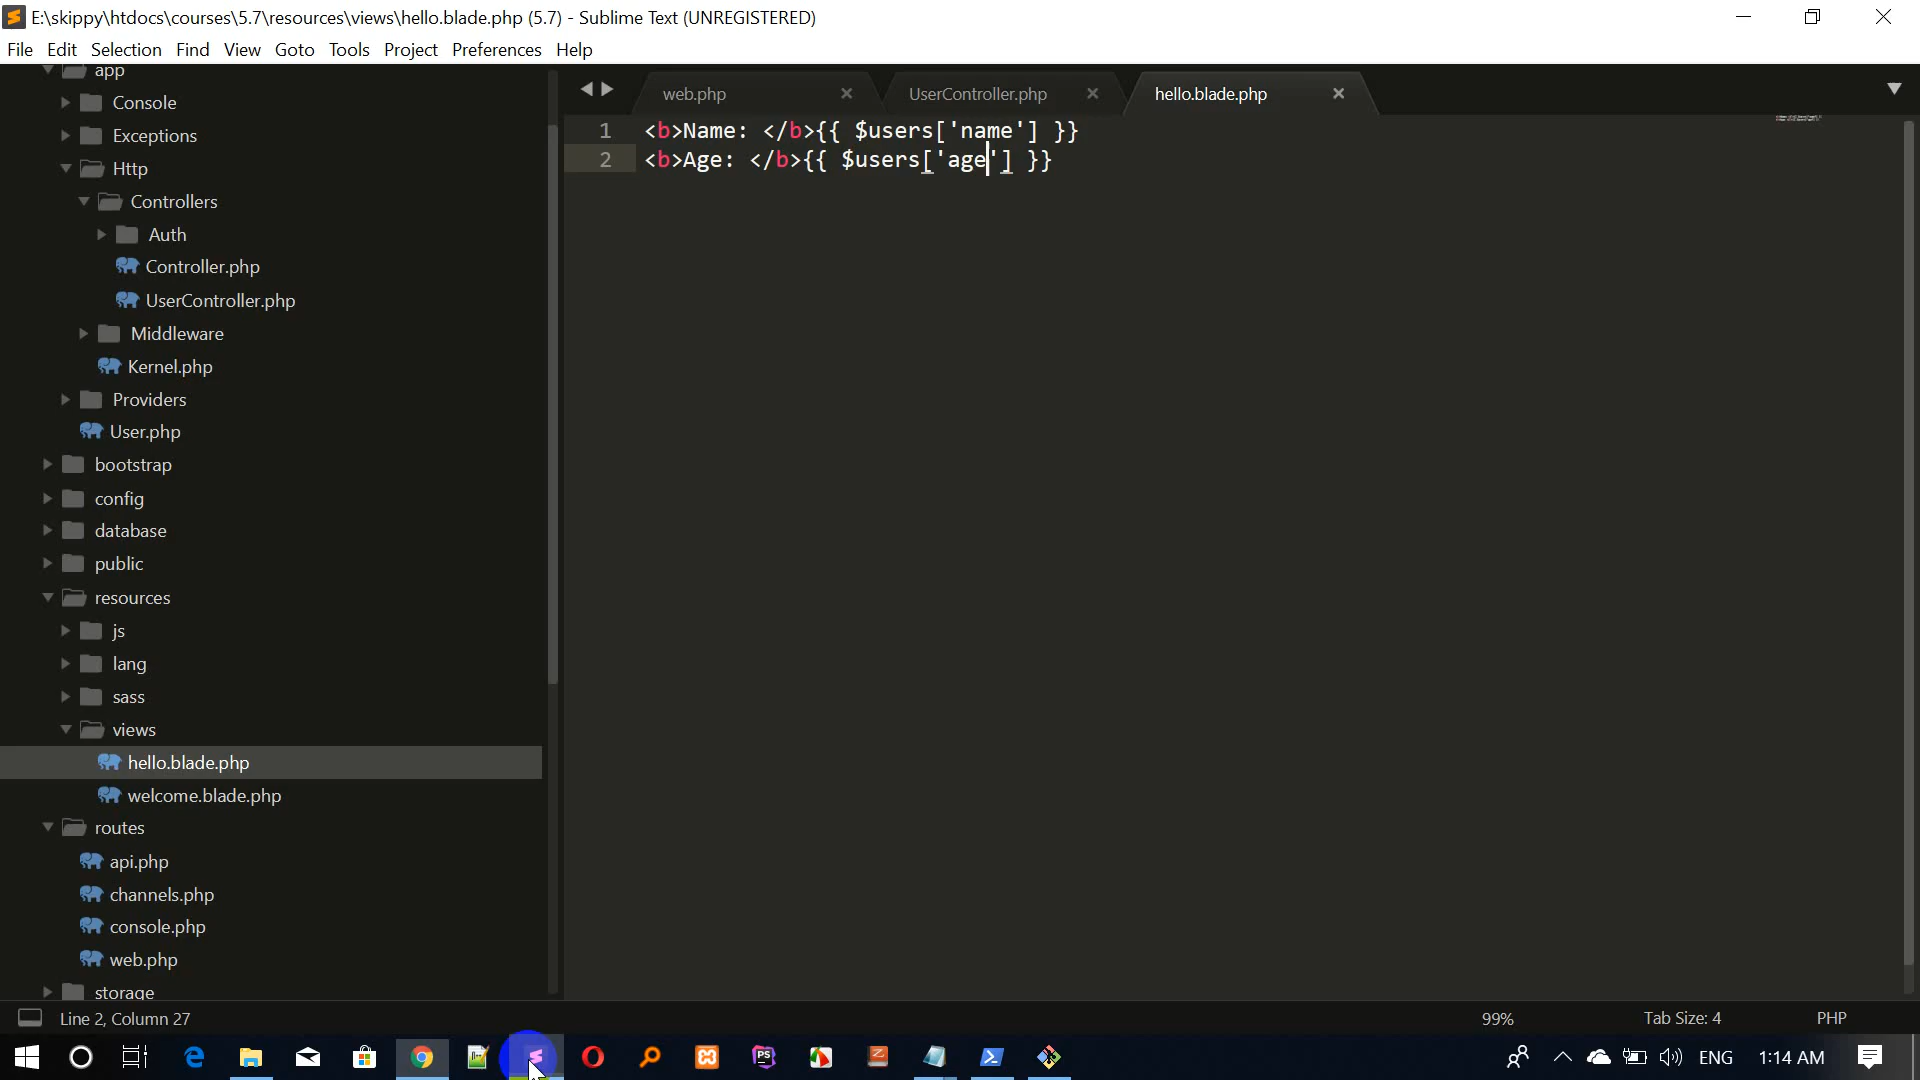 E:\skippy\htdocs\courses\5.7\resources\views\hello.blade.php (5.7) - Sublime Text (UNREGISTERED)
File Edit Selection Find View Goto Tools Project Preferences Help
app
Console
Exceptions
Http
Controllers
Auth
Controller.php
UserController.php
Middleware
Kernel.php
Providers
User.php
bootstrap
config
database
public
resources
js
lang
sass
views
hello.blade.php
welcome.blade.php
routes
api.php
channels.php
console.php
web.php
storage
web.php UserController.php hello.blade.php
1 <b>Name: </b>{{ $users['name'] }}
2 <b>Age: </b>{{ $users['age'] }}
Line 2, Column 27 99% Tab Size: 4 PHP
ENG 1:14 AM